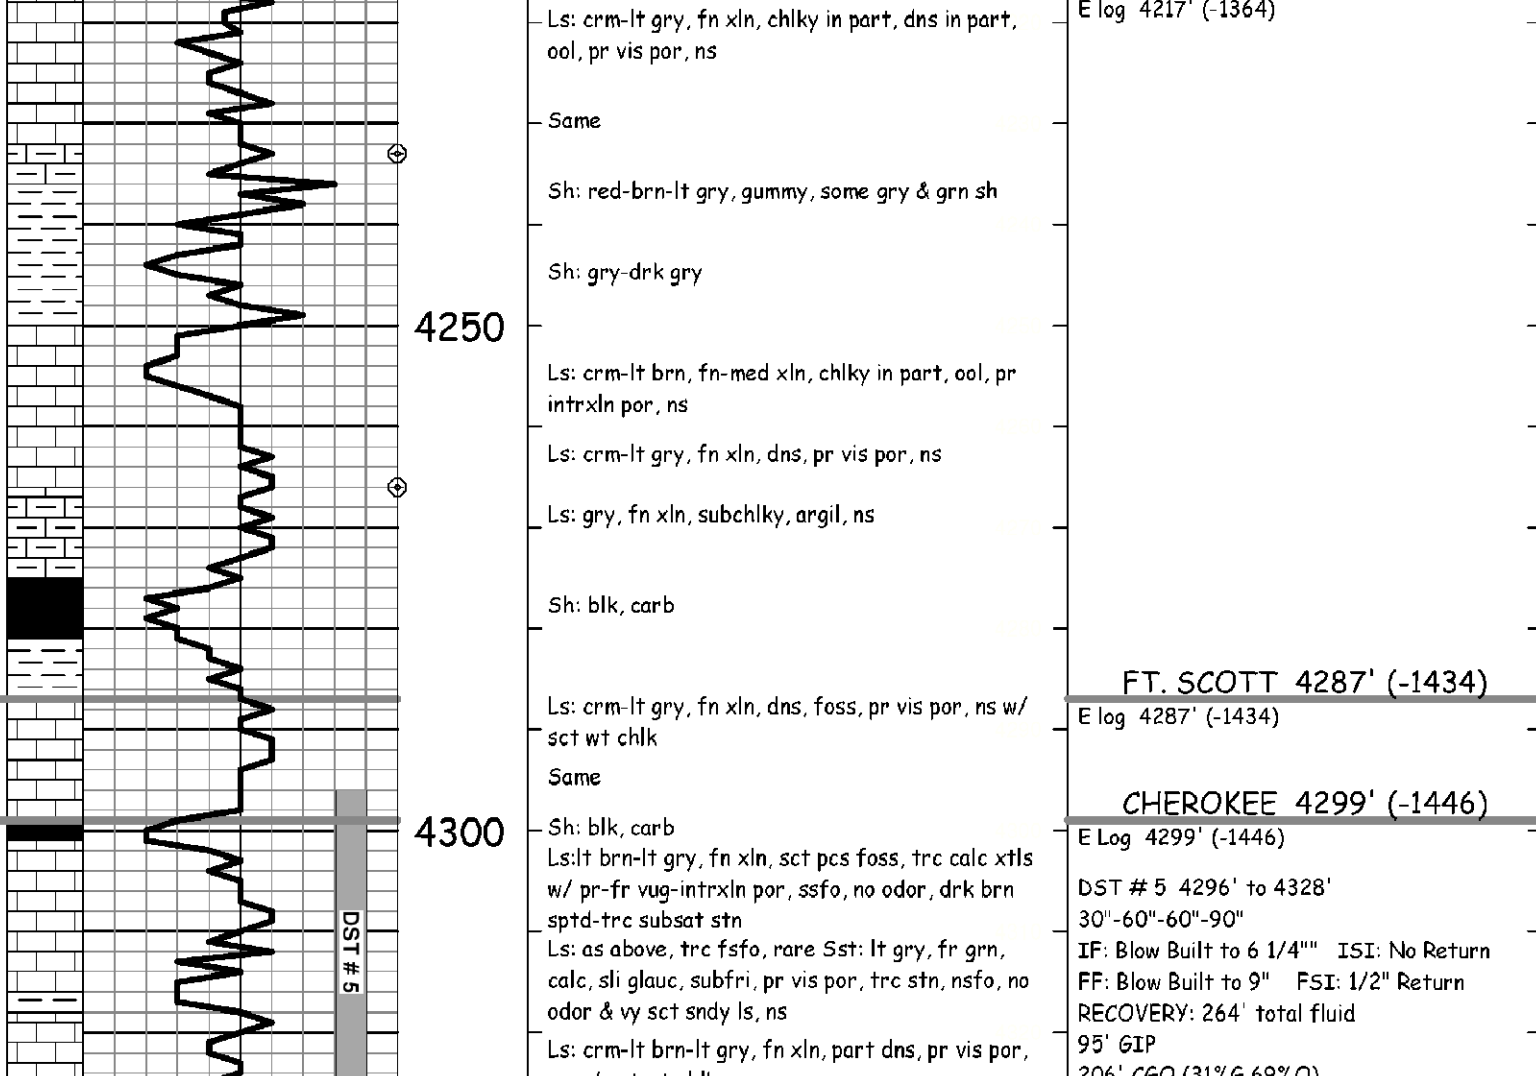 Ls: crm-lt gry, fn xln, chlky in part, dns in part,
ool, pr vis por, ns
E log 4217' (-1364)
Same
Sh: red-brn-lt gry, gummy, some gry & grn sh
Sh: gry-drk gry
4250
Ls: crm-lt brn, fn-med xln, chlky in part, ool, pr
intrxln por, ns
Ls: crm-lt gry, fn xln, dns, pr vis por, ns
Ls: gry, fn xln, subchlky, argil, ns
Sh: blk, carb
FT. SCOTT 4287' (-1434)
Ls: crm-lt gry, fn xln, dns, foss, pr vis por, ns w/
sct wt chlk
E log 4287' (-1434)
Same
CHEROKEE 4299' (-1446)
4300
Sh: blk, carb
E Log 4299' (-1446)
Ls:lt brn-lt gry, fn xln, sct pcs foss, trc calc xtls
w/ pr-fr vug-intrxln por, ssfo, no odor, drk brn
sptd-trc subsat stn
Ls: as above, trc fsfo, rare Sst: lt gry, fr grn,
calc, sli glauc, subfri, pr vis por, trc stn, nsfo, no
odor & vy sct sndy ls, ns
Ls: crm-lt brn-lt gry, fn xln, part dns, pr vis por,
DST # 5
DST # 5 4296' to 4328'
30"-60"-60"-90"
IF: Blow Built to 6 1/4"" ISI: No Return
FF: Blow Built to 9" FSI: 1/2" Return
RECOVERY: 264' total fluid
95' GIP
206' CGO (31%G 69%O)